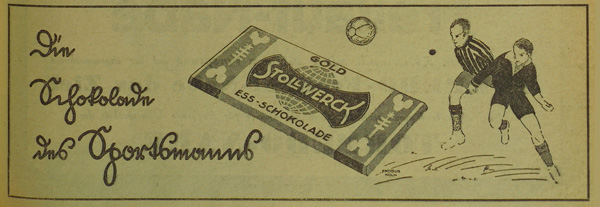 Die
Schokolade
des Sportsmanns
GOLD
STOLLWERCK
ESS-SCHOKOLADE